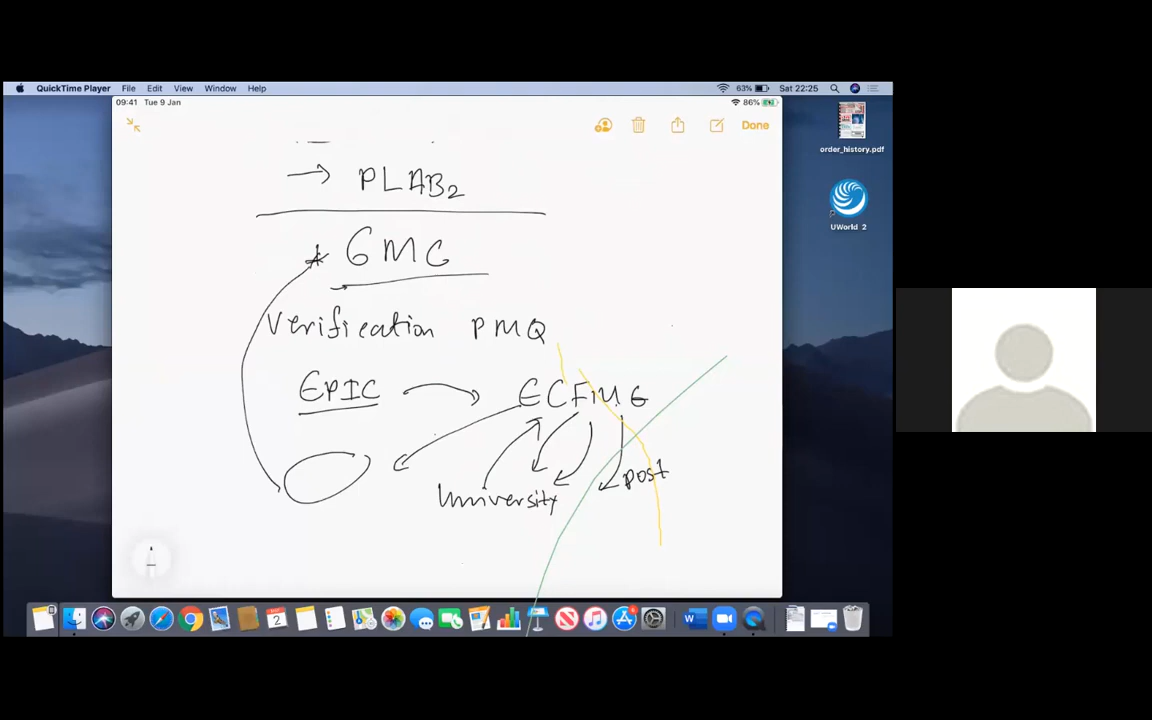 QuickTime Player File Edit View Window Help 63% Sat 22:25
09:41 Tue 9 Jan 86%
Done
order_history.pdf
UWorld 2
→ PLAB2
* GMC
Verification PMQ
EPIC → ECFMG
University post